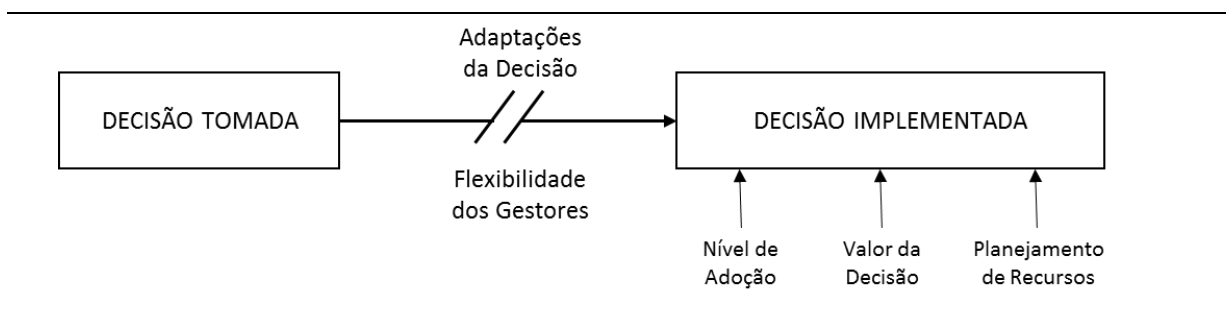 Adaptações
da Decisão
DECISÃO TOMADA
DECISÃO IMPLEMENTADA
Flexibilidade
dos Gestores
Nível de
Adoção
Valor da
Decisão
Planejamento
de Recursos